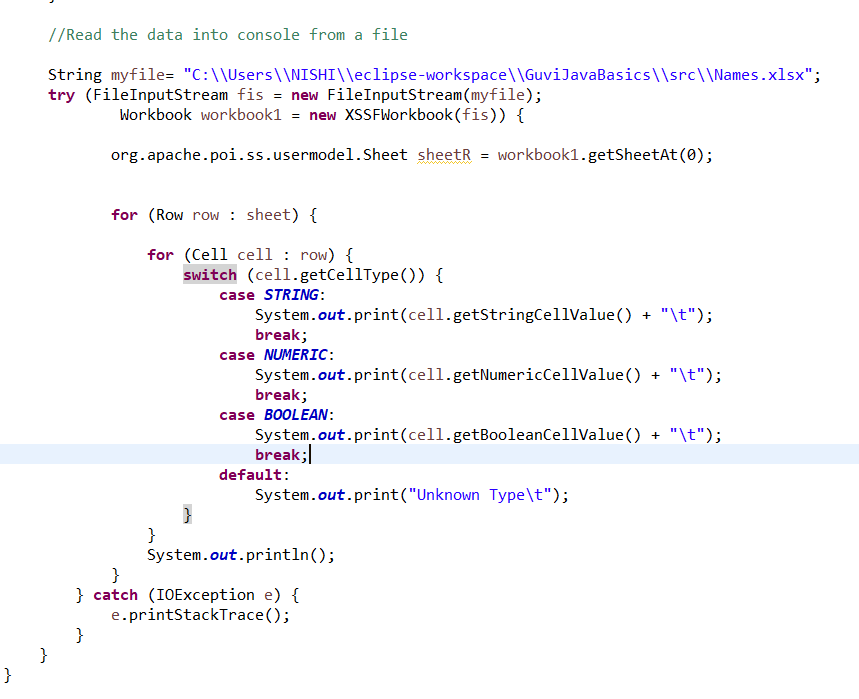 }
//Read the data into console from a file
String myfile= "C:\\Users\\NISHI\\eclipse-workspace\\GuviJavaBasics\\src\\Names.xlsx";
try (FileInputStream fis = new FileInputStream(myfile);
Workbook workbook1 = new XSSFWorkbook(fis)) {
org.apache.poi.ss.usermodel.Sheet sheetR = workbook1.getSheetAt(0);
for (Row row : sheet) {
for (Cell cell : row) {
switch (cell.getCellType()) {
case STRING:
System.out.print(cell.getStringCellValue() + "\t");
break;
case NUMERIC:
System.out.print(cell.getNumericCellValue() + "\t");
break;
case BOOLEAN:
System.out.print(cell.getBooleanCellValue() + "\t");
break;
default:
System.out.print("Unknown Type\t");
}
}
System.out.println();
}
} catch (IOException e) {
e.printStackTrace();
}
}
}